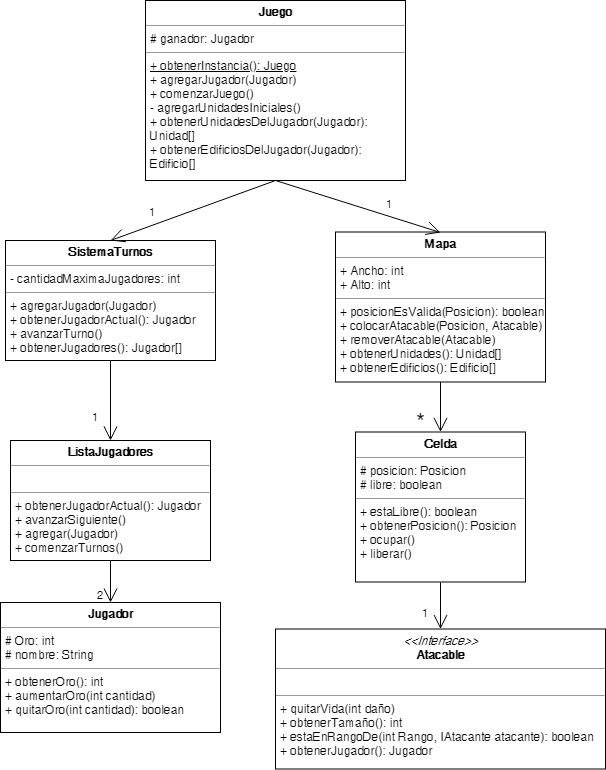 Juego
# ganador: Jugador
+ obtenerInstancia(): Juego
+ agregarJugador(Jugador)
+ comenzarJuego()
- agregarUnidadesIniciales()
+ obtenerUnidadesDelJugador(Jugador):
Unidad[]
+ obtenerEdificiosDelJugador(Jugador):
Edificio[]
1
1
SistemaTurnos
- cantidadMaximaJugadores: int
+ agregarJugador(Jugador)
+ obtenerJugadorActual(): Jugador
+ avanzarTurno()
+ obtenerJugadores(): Jugador[]
Mapa
+ Ancho: int
+ Alto: int
+ posicionEsValida(Posicion): boolean
+ colocarAtacable(Posicion, Atacable)
+ removerAtacable(Atacable)
+ obtenerUnidades(): Unidad[]
+ obtenerEdificios(): Edificio[]
1
*
ListaJugadores
+ obtenerJugadorActual(): Jugador
+ avanzarSiguiente()
+ agregar(Jugador)
+ comenzarTurnos()
Celda
# posicion: Posicion
# libre: boolean
+ estaLibre(): boolean
+ obtenerPosicion(): Posicion
+ ocupar()
+ liberar()
2
1
Jugador
# Oro: int
# nombre: String
+ obtenerOro(): int
+ aumentarOro(int cantidad)
+ quitarOro(int cantidad): boolean
<<Interface>>
Atacable
+ quitarVida(int daño)
+ obtenerTamaño(): int
+ estaEnRangoDe(int Rango, IAtacante atacante): boolean
+ obtenerJugador(): Jugador